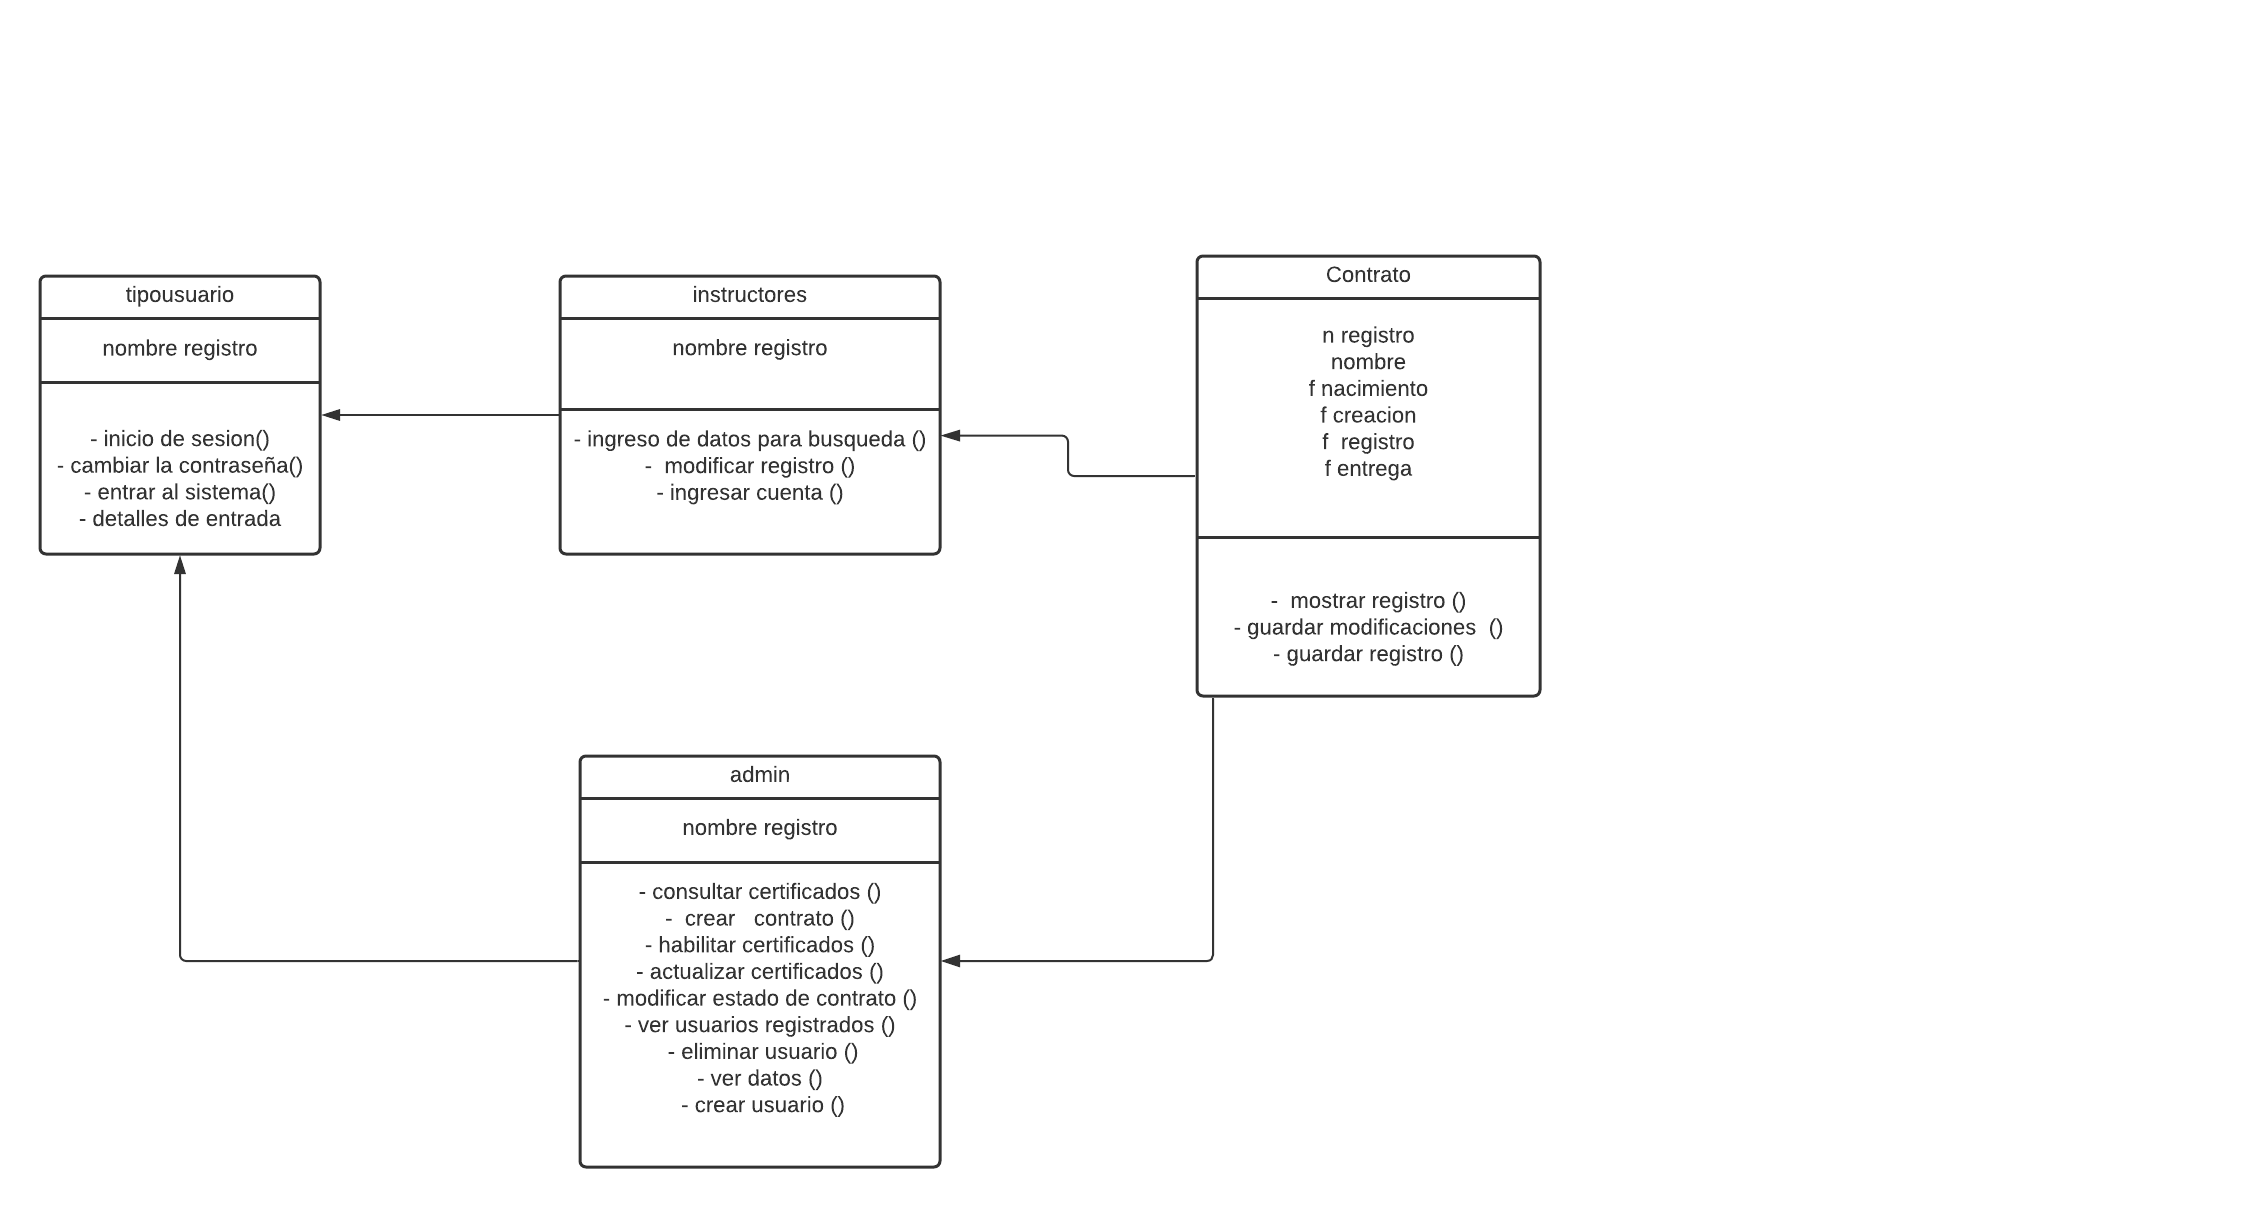 tipousuario
nombre registro
- inicio de sesion()
- cambiar la contraseña()
- entrar al sistema()
- detalles de entrada
instructores
nombre registro
- ingreso de datos para busqueda ()
-  modificar registro ()
- ingresar cuenta ()
Contrato
n registro
nombre
f nacimiento
f creacion
f  registro
f entrega
-  mostrar registro ()
- guardar modificaciones  ()
- guardar registro ()
admin
nombre registro
- consultar certificados ()
-  crear   contrato ()
- habilitar certificados ()
- actualizar certificados ()
- modificar estado de contrato ()
- ver usuarios registrados ()
- eliminar usuario ()
- ver datos ()
- crear usuario ()